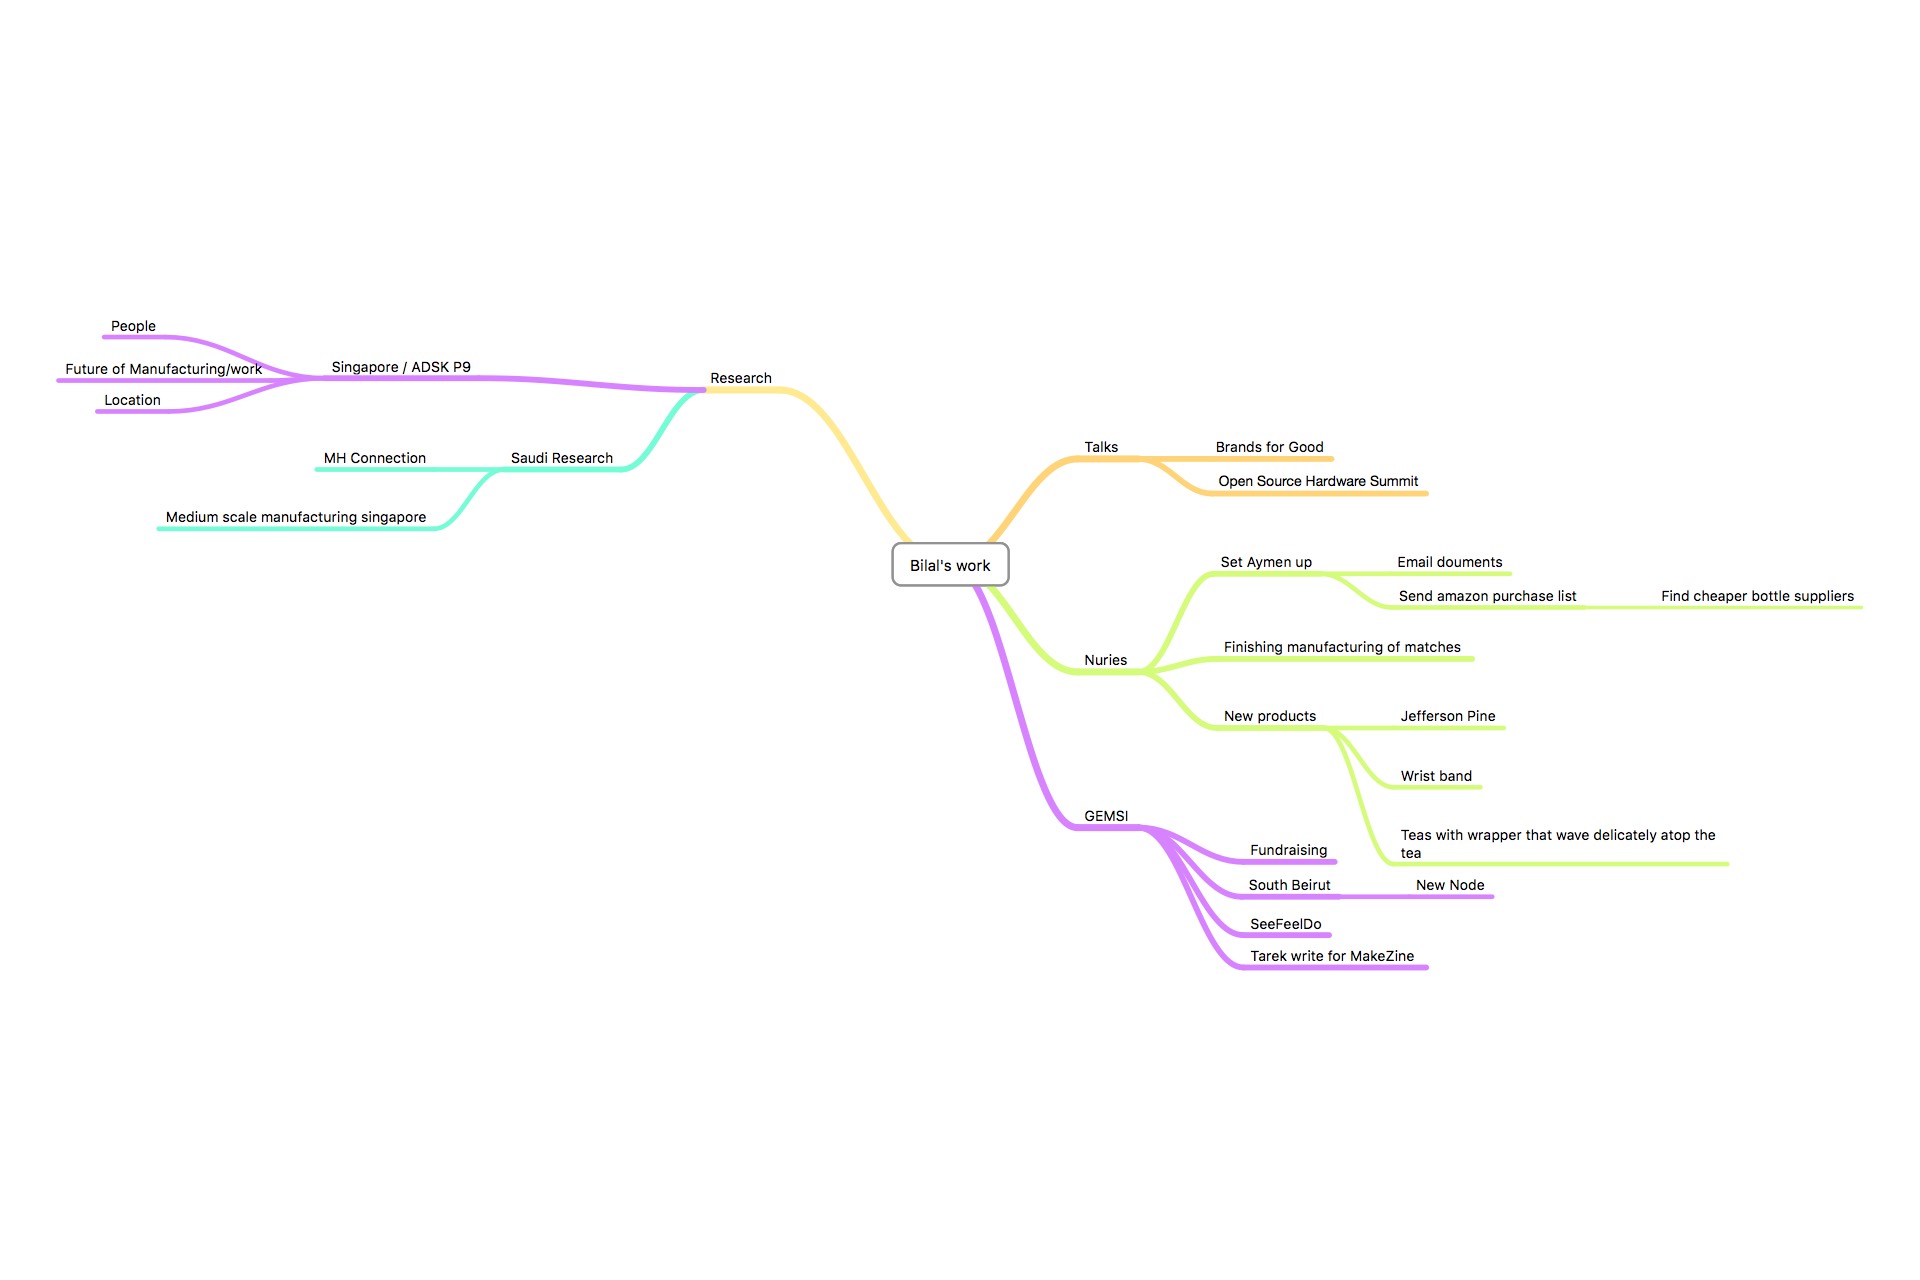 Bilal's work
Research
Singapore / ADSK P9
People
Future of Manufacturing/work
Location
Saudi Research
MH Connection
Medium scale manufacturing singapore
Talks
Brands for Good
Open Source Hardware Summit
Nuries
Set Aymen up
Email douments
Send amazon purchase list
Find cheaper bottle suppliers
Finishing manufacturing of matches
New products
Jefferson Pine
Wrist band
Teas with wrapper that wave delicately atop the
tea
GEMSI
Fundraising
South Beirut
New Node
SeeFeelDo
Tarek write for MakeZine